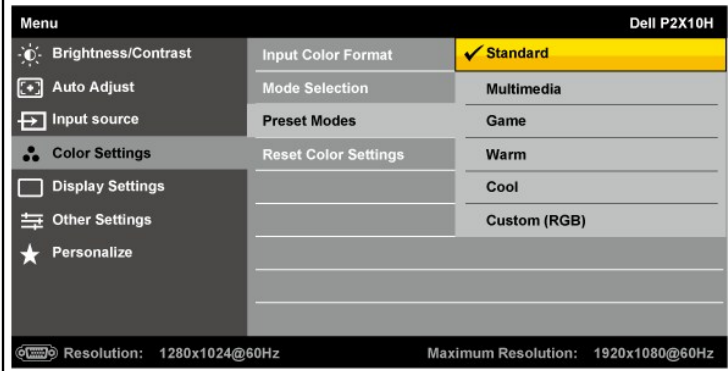 Menu Dell P2X10H
Brightness/Contrast Input Color Format Standard
Auto Adjust Mode Selection Multimedia
Input source Preset Modes Game
Color Settings Reset Color Settings Warm
Display Settings Cool
Other Settings Custom (RGB)
Personalize
Resolution: 1280x1024@60Hz Maximum Resolution: 1920x1080@60Hz